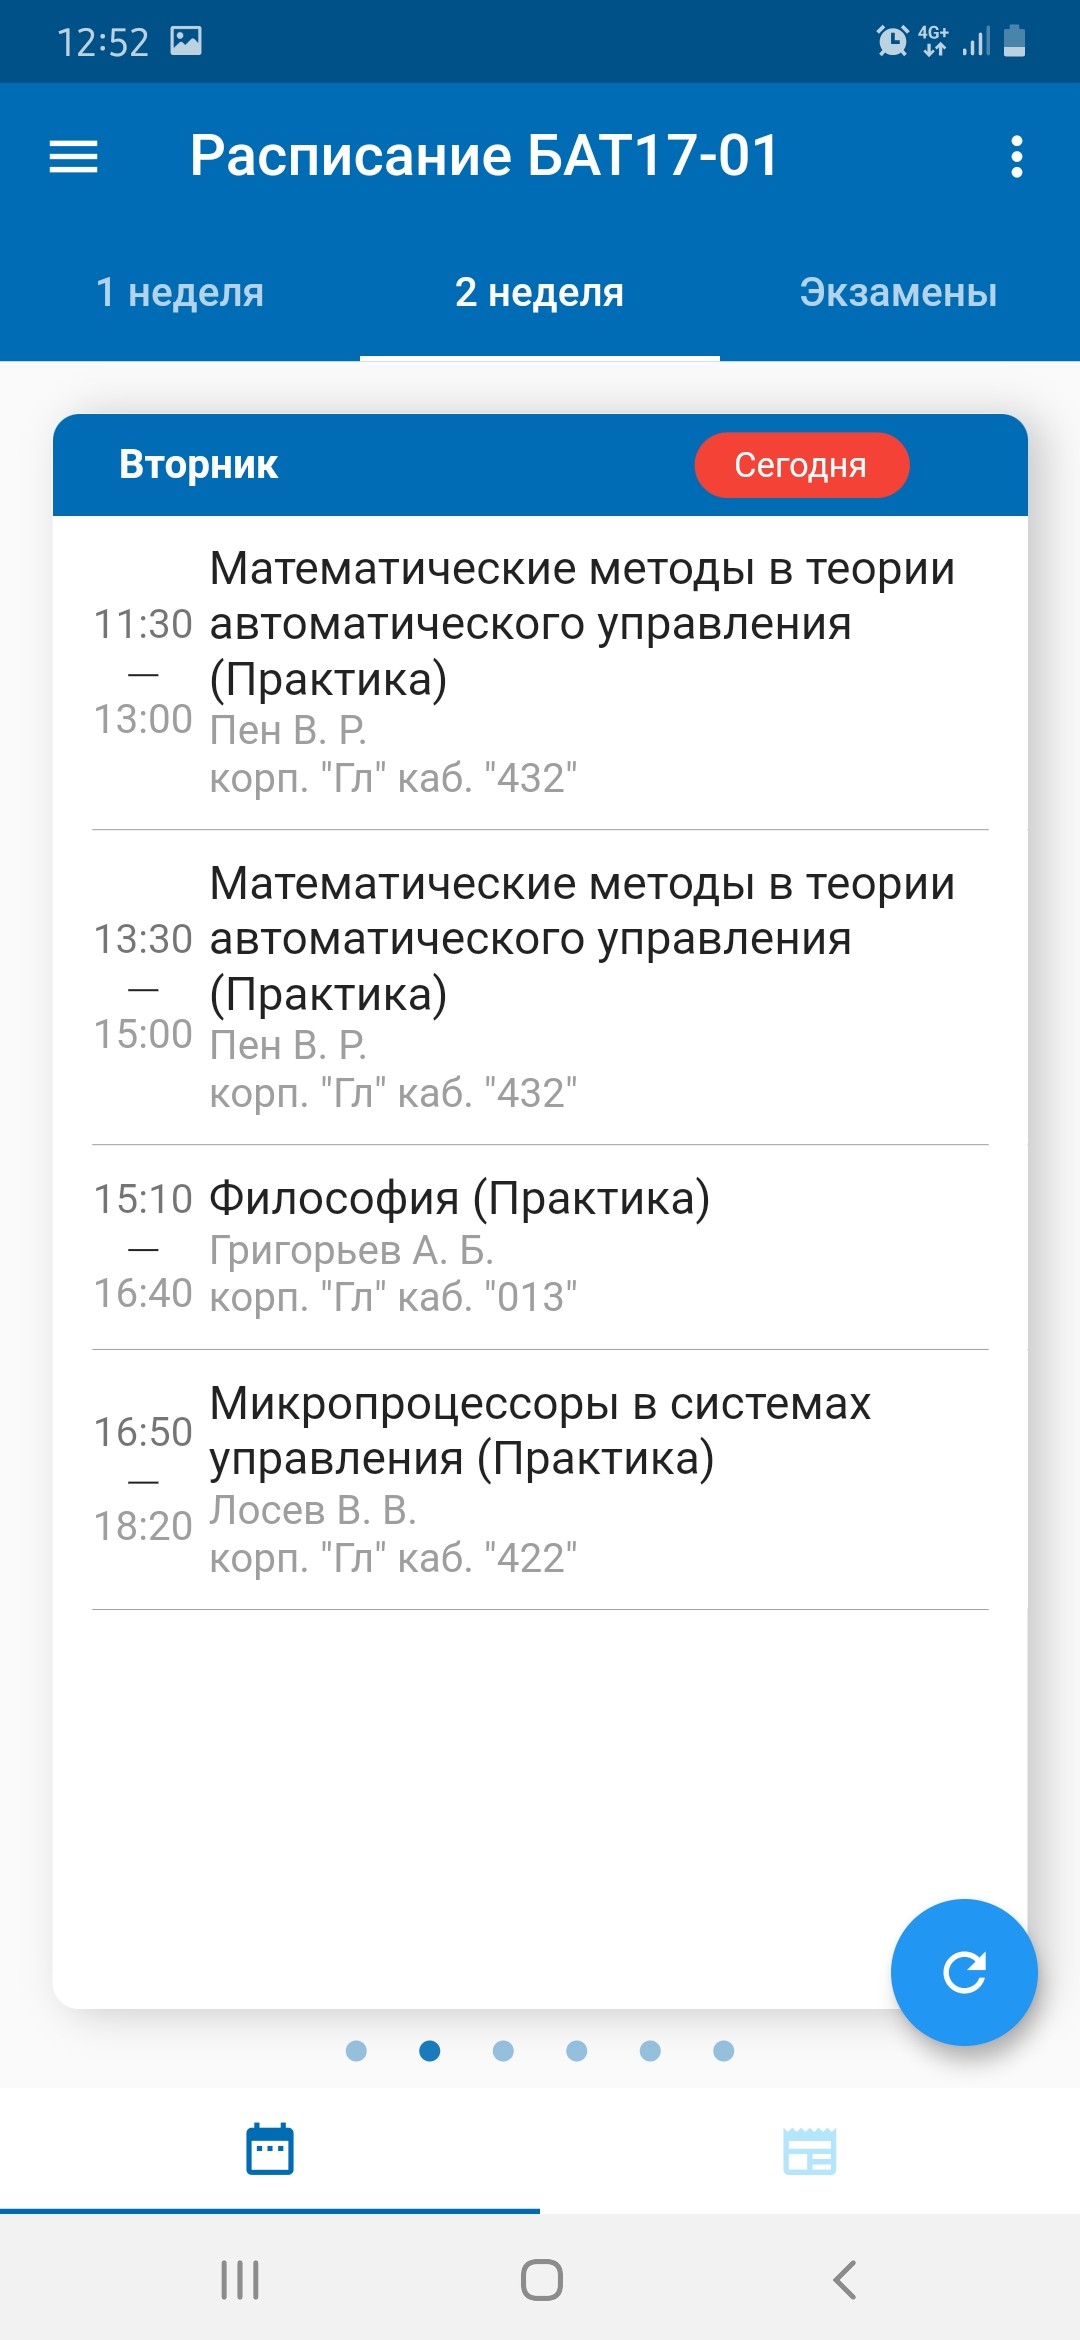 12:52
4G+
Расписание БАТ17-01
1 неделя
2 неделя
Экзамены
Вторник
Сегодня
11:30
—
13:00
Математические методы в теории
автоматического управления
(Практика)
Пен В. Р.
корп. "Гл" каб. "432"
13:30
—
15:00
Математические методы в теории
автоматического управления
(Практика)
Пен В. Р.
корп. "Гл" каб. "432"
15:10
—
16:40
Философия (Практика)
Григорьев А. Б.
корп. "Гл" каб. "013"
16:50
—
18:20
Микропроцессоры в системах
управления (Практика)
Лосев В. В.
корп. "Гл" каб. "422"